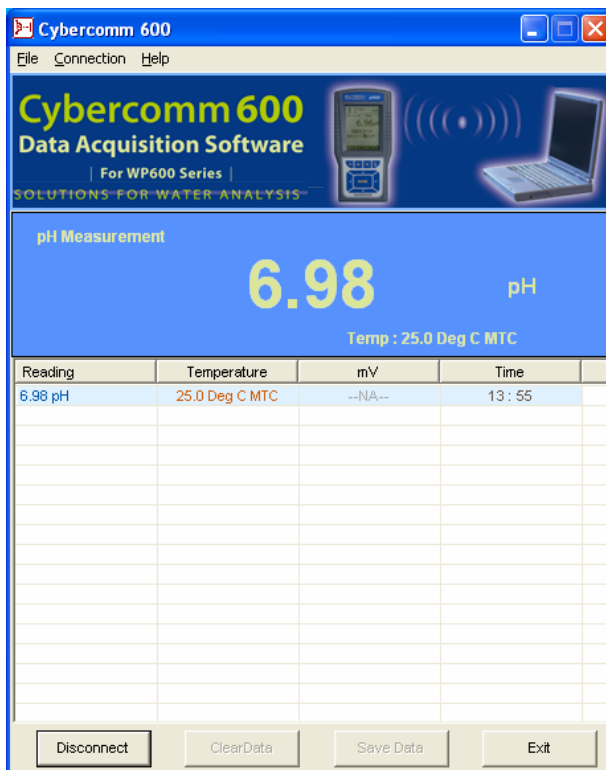 Cybercomm 600
File Connection Help
Cybercomm 600
Data Acquisition Software
| For WP600 Series |
SOLUTIONS FOR WATER ANALYSIS
pH Measurement
6.98 pH
Temp : 25.0 Deg C MTC
Reading Temperature mV Time
6.98 pH 25.0 Deg C MTC --NA-- 13 : 55
Disconnect ClearData Save Data Exit